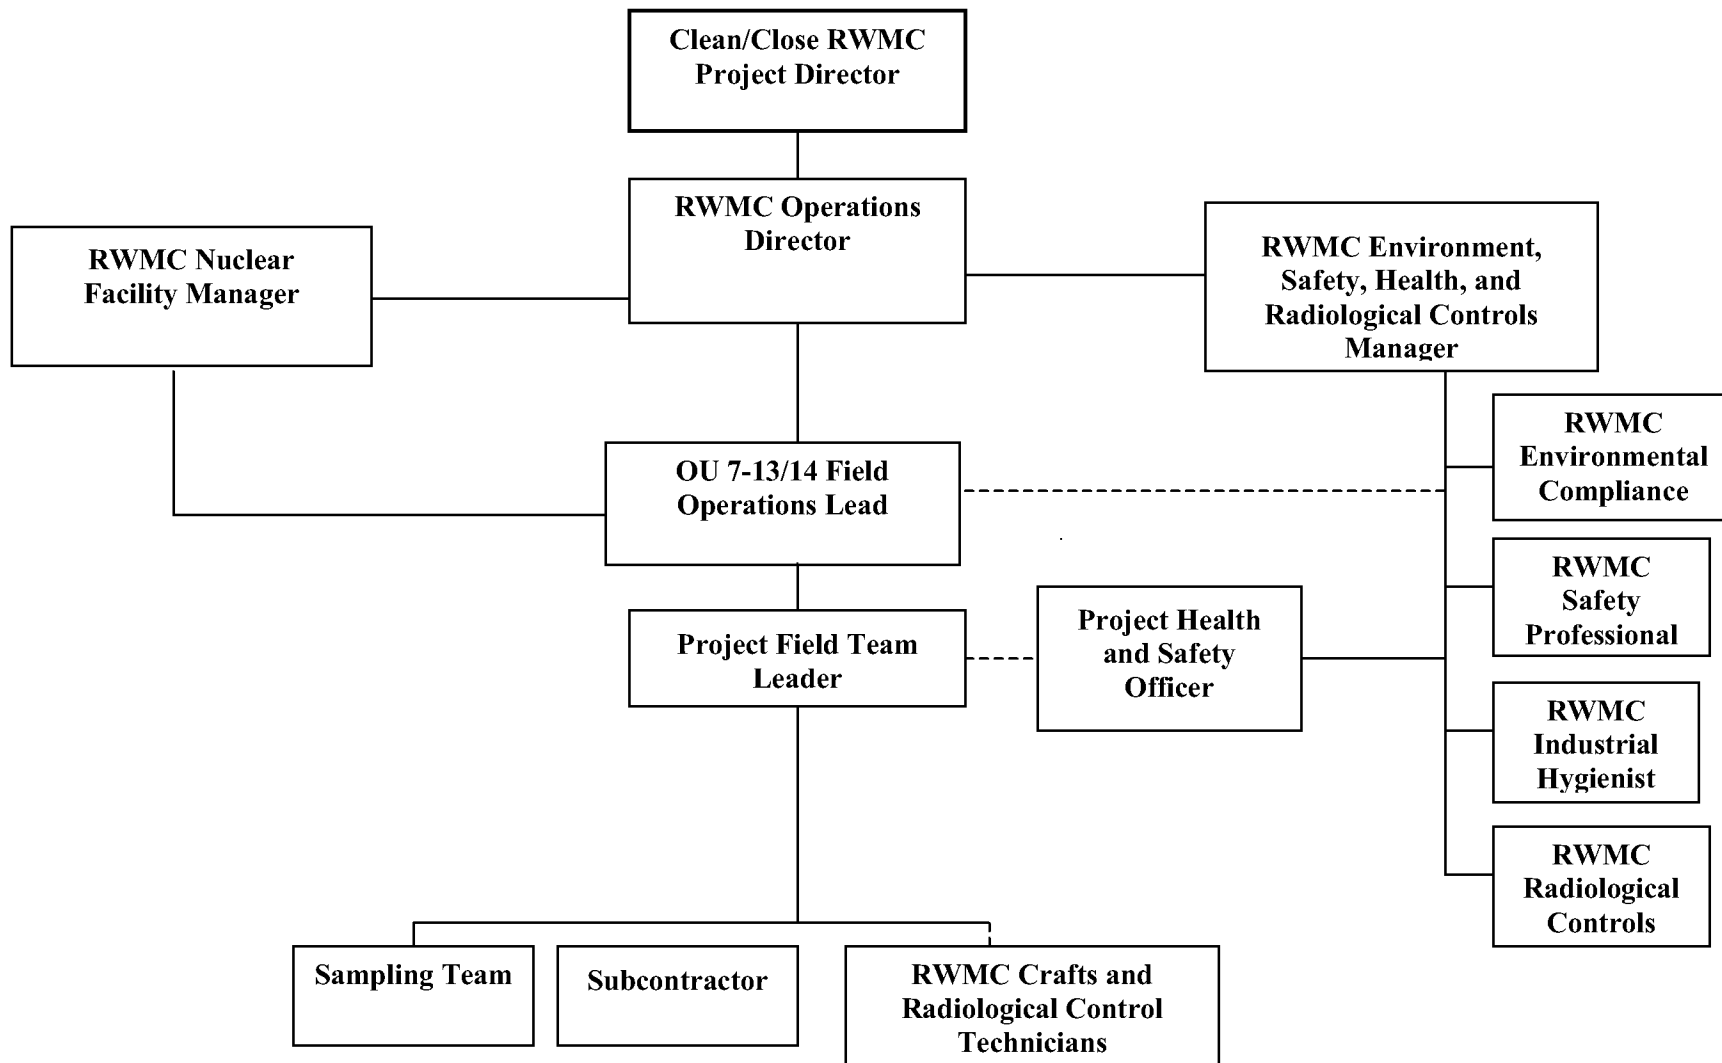 Clean/Close RWMC
Project Director
RWMC Operations
Director
RWMC Nuclear
Facility Manager
RWMC Environment,
Safety, Health, and
Radiological Controls
Manager
RWMC
Environmental
Compliance
OU 7-13/14 Field
Operations Lead
RWMC
Safety
Professional
Project Field Team
Leader
Project Health
and Safety
Officer
RWMC
Industrial
Hygienist
RWMC
Radiological
Controls
Sampling Team
Subcontractor
RWMC Crafts and
Radiological Control
Technicians